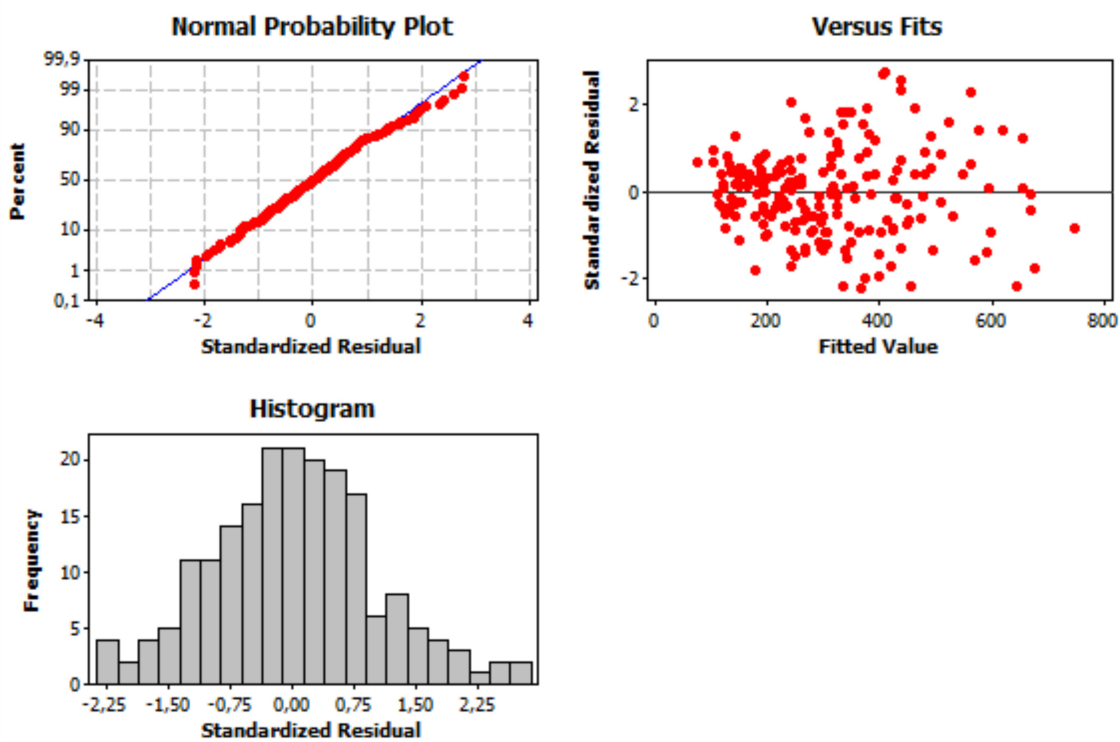 Normal Probability Plot
99,9
99
90
50
10
1
0,1
Percent
-4 -2 0 2 4
Standardized Residual
Versus Fits
2
0
-2
Standardized Residual
0 200 400 600 800
Fitted Value
Histogram
20
15
10
5
0
Frequency
-2,25 -1,50 -0,75 0,00 0,75 1,50 2,25
Standardized Residual